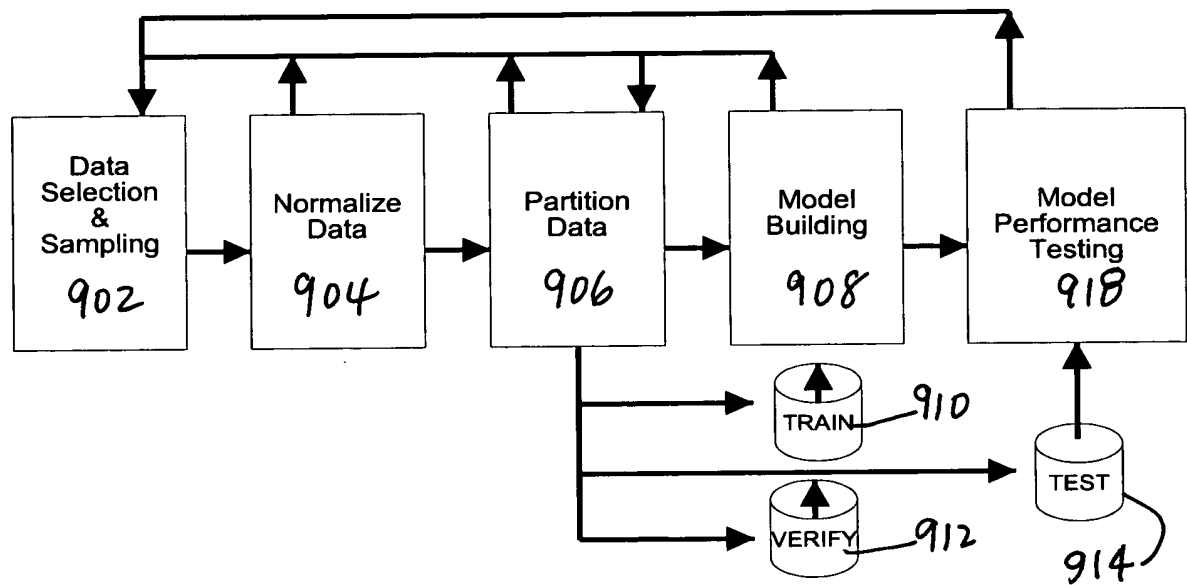 Data
Selection
&
Sampling
902
Normalize
Data
904
Partition
Data
906
Model
Building
908
Model
Performance
Testing
918
TRAIN
910
TEST
914
VERIFY
912